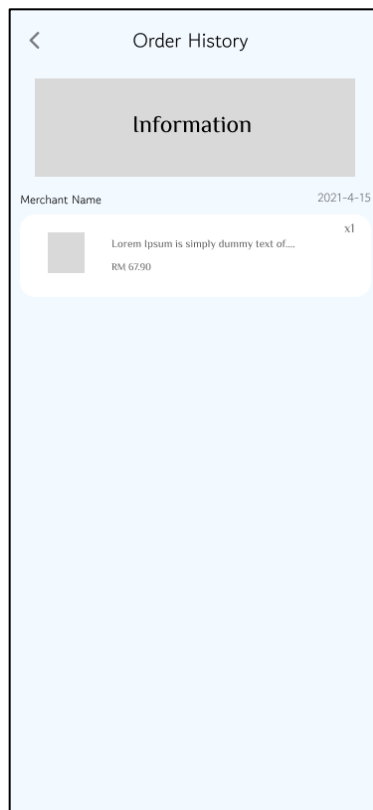 Order History
Information
Merchant Name 2021-4-15
x1
Lorem Ipsum is simply dummy text of....
RM 67.90